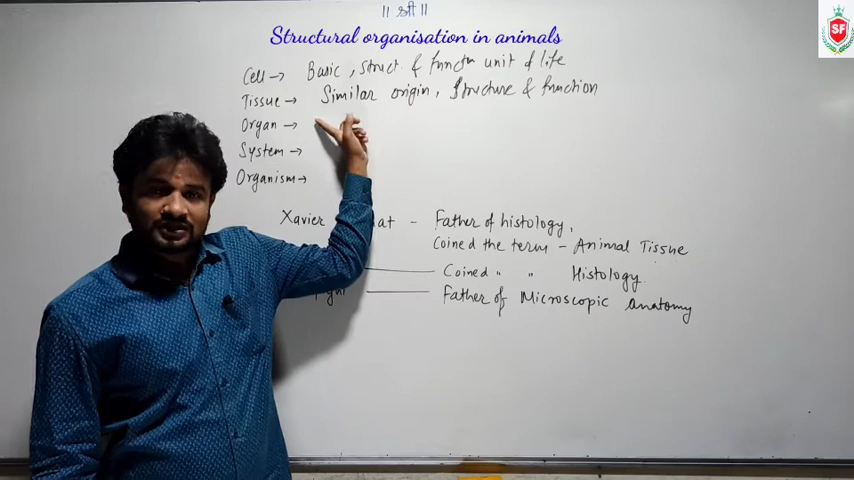 || श्री ||
Structural organisation in animals
SF
Cell → Basic, struct. & functn unit of life
Tissue → Similar origin, Structure & function
Organ →
System →
Organism →
Xavier - Father of histology,
Coined the term - Animal Tissue
Coined " " Histology
Father of Microscopic anatomy